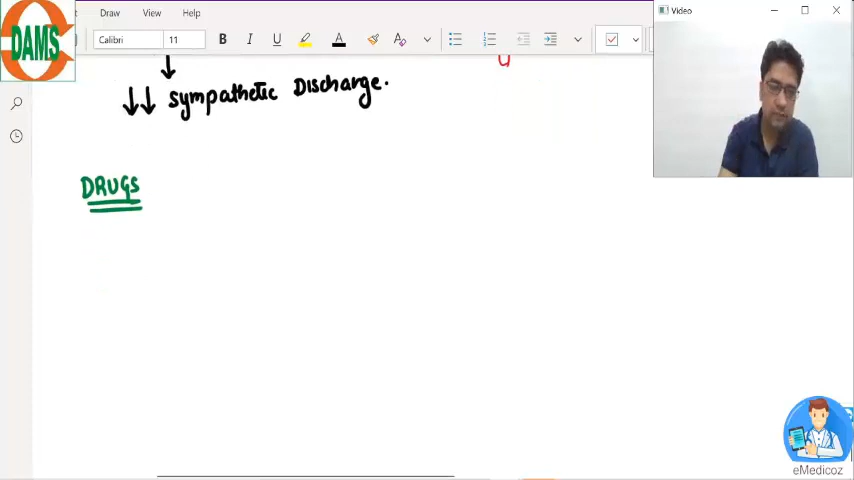 Draw View Help
Video
Calibri 11 B I U A
DAMS
↓↓ Sympathetic Discharge.
DRUGS
eMedicoz